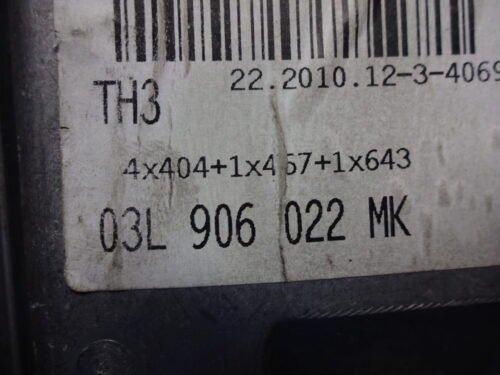 22.2010.12-3-4069
TH3
4x404+1x467+1x643
03L 906 022 MK